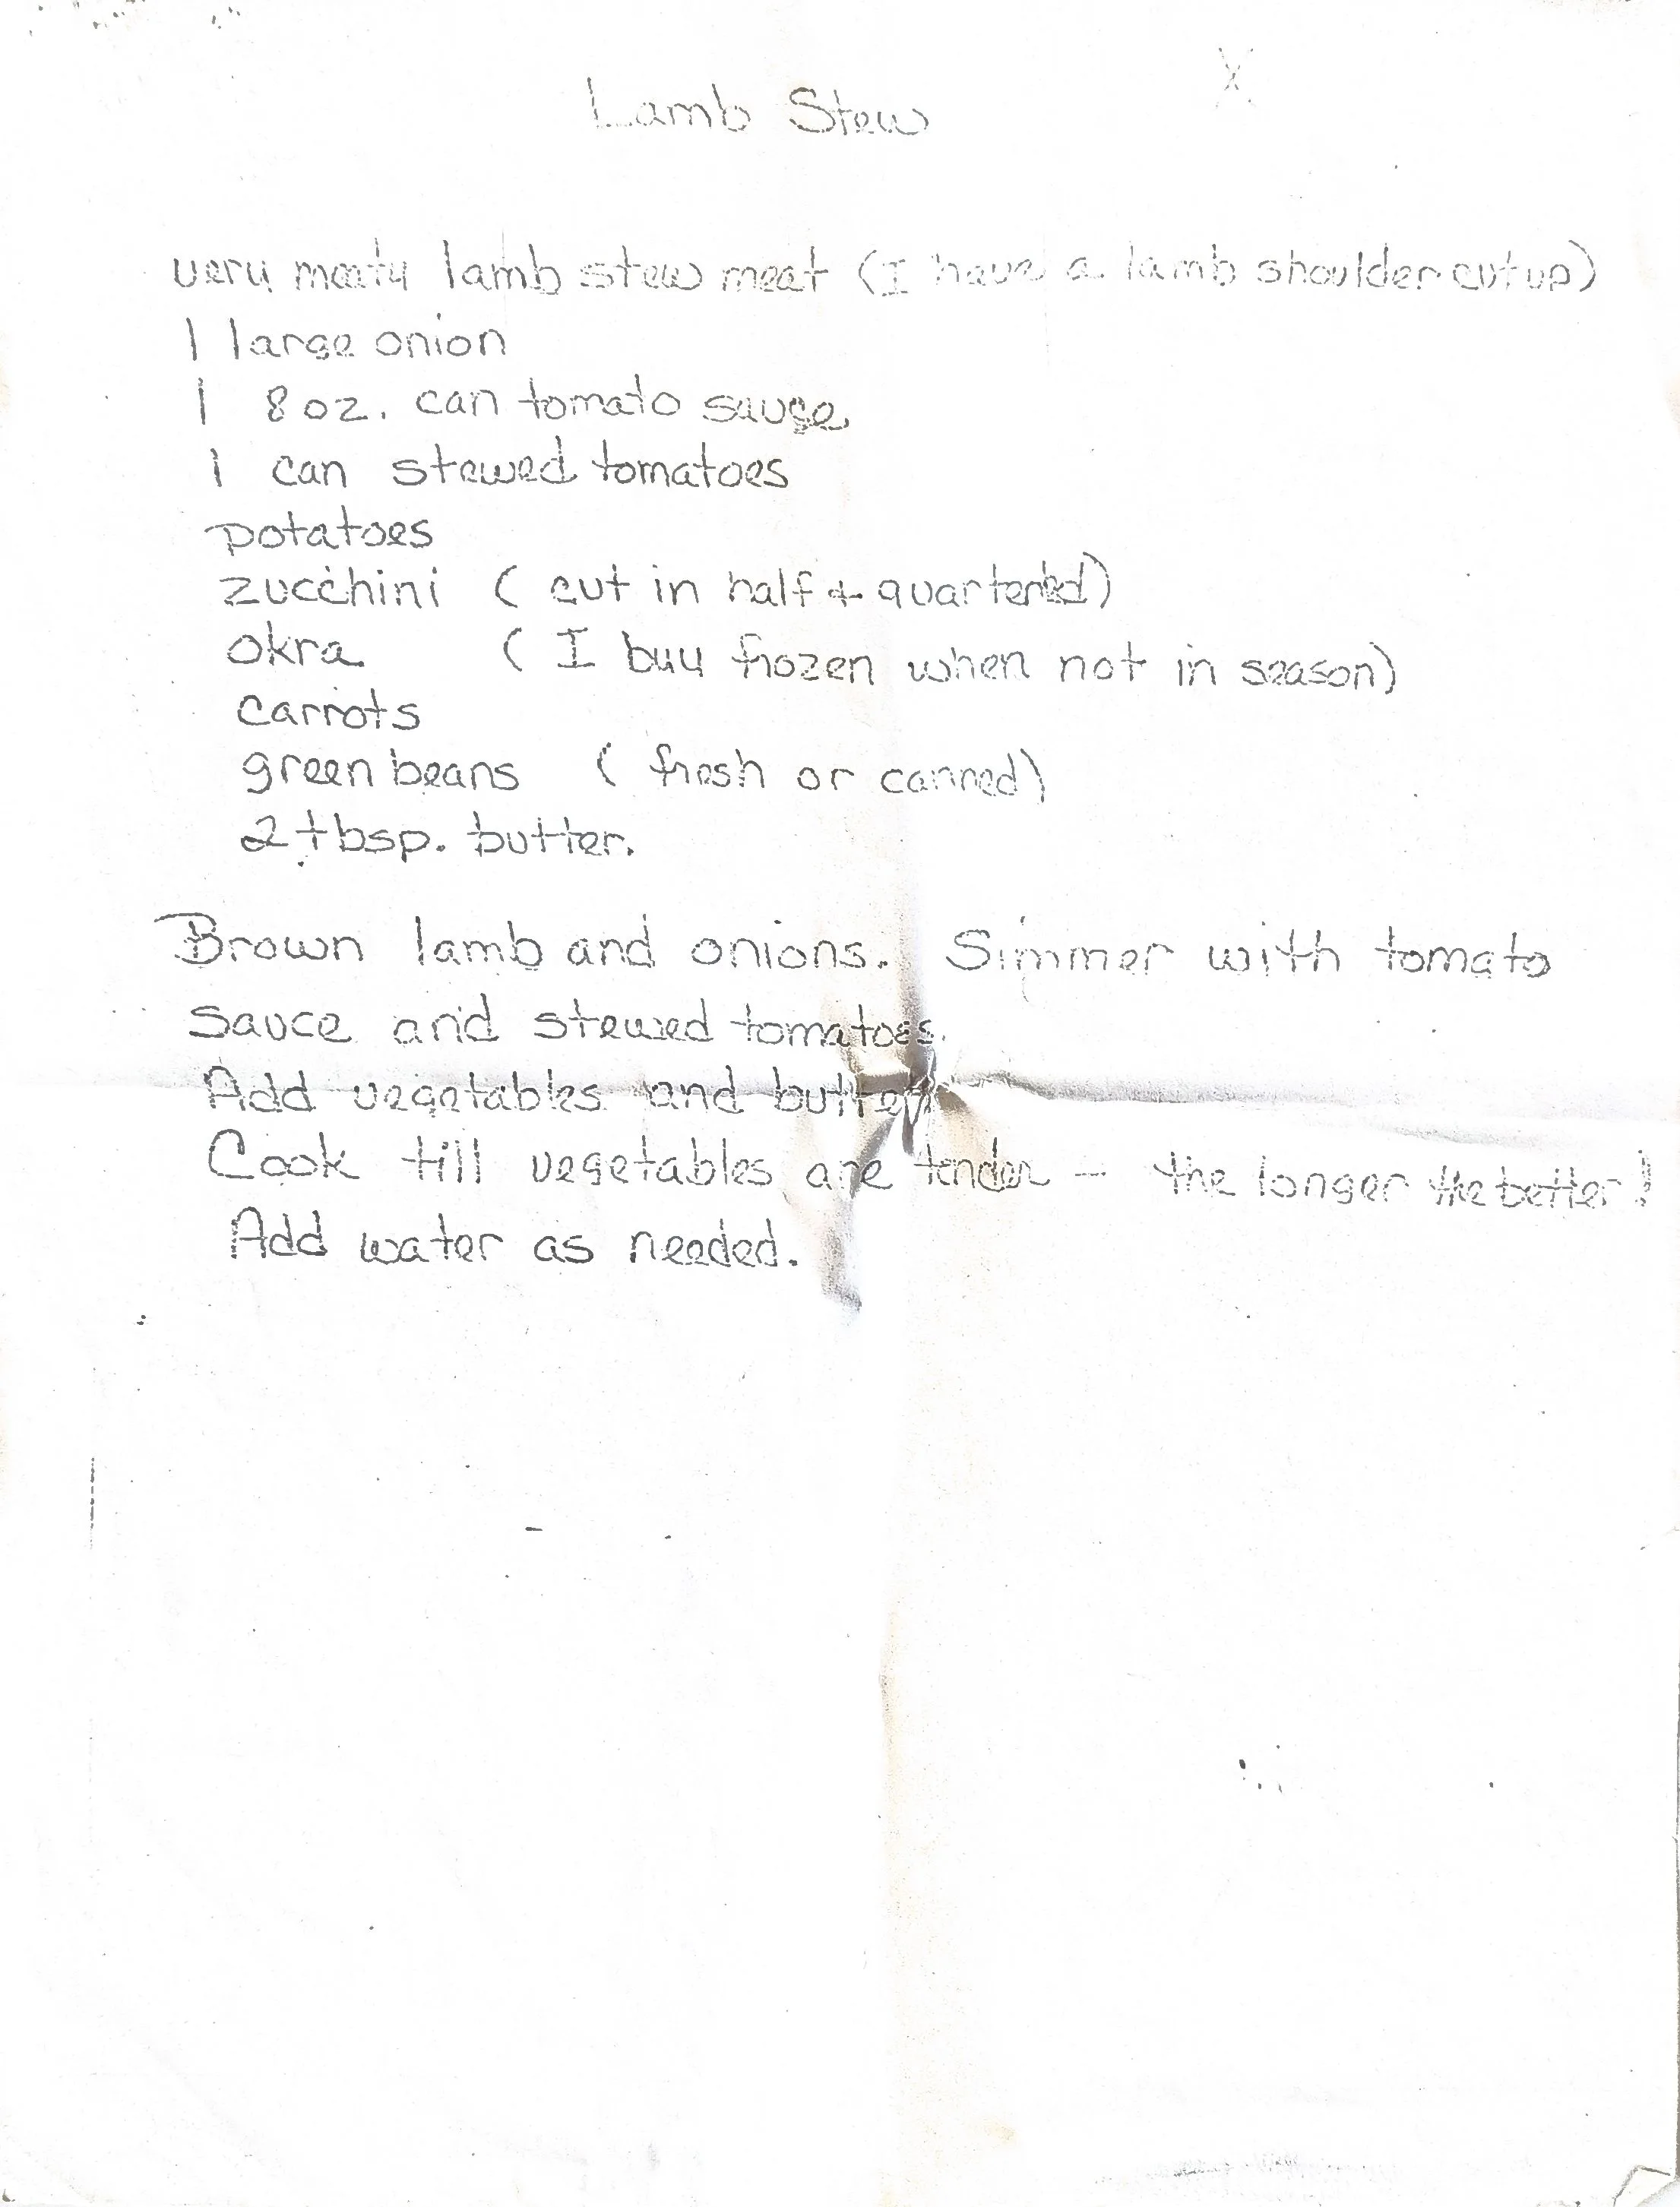 Lamb Stew
X
very meaty lamb stew meat (I have a lamb shoulder cut up)
1 large onion
1 8 oz. can tomato sauce
1 can stewed tomatoes
potatoes
zucchini ( cut in half + quartered)
okra ( I buy frozen when not in season)
carrots
green beans ( fresh or canned)
2 tbsp. butter.
Brown lamb and onions. Simmer with tomato
sauce and stewed tomatoes.
Add vegetables and butter
Cook till vegetables are tender - the longer the better!
Add water as needed.